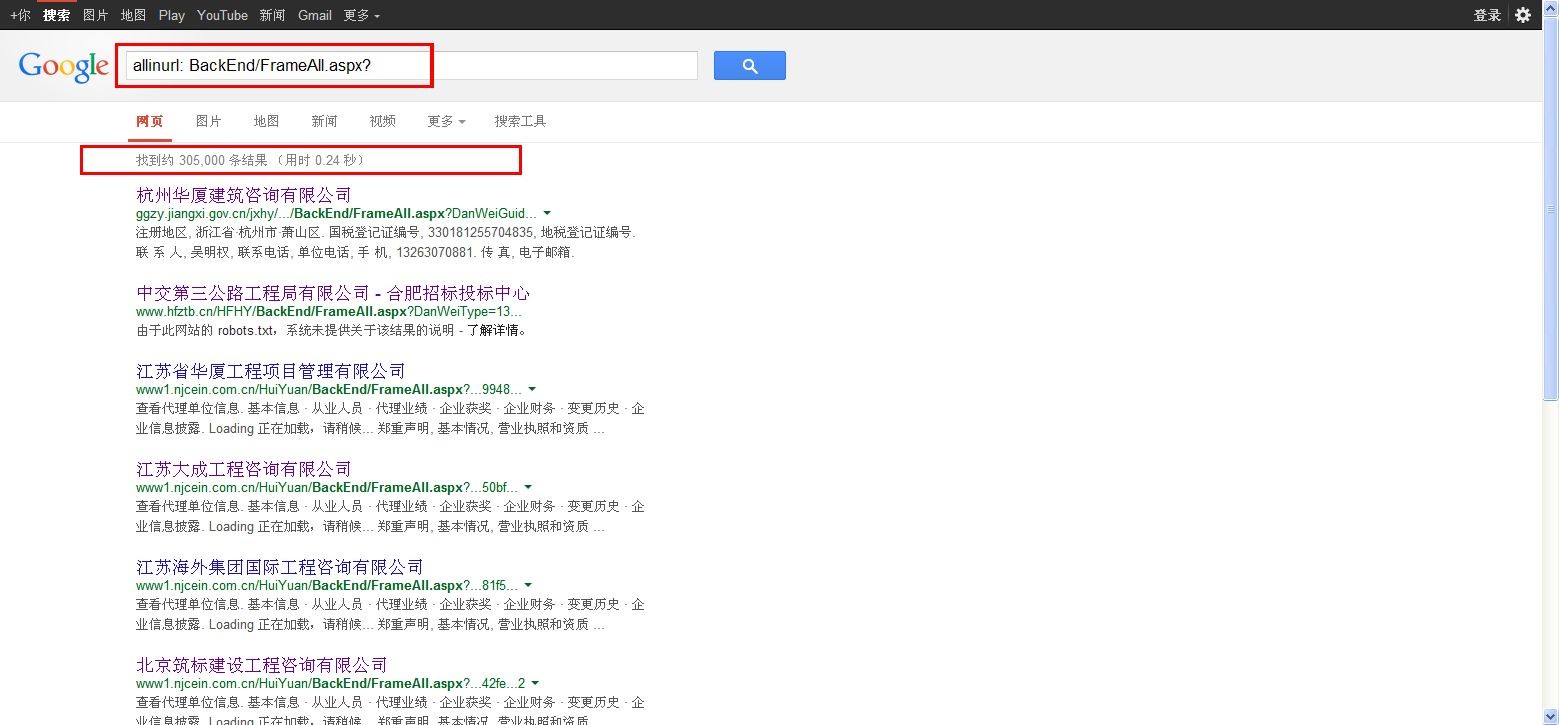 +你 搜索 图片 地图 Play YouTube 新闻 Gmail 更多 登录
Google allinurl: BackEnd/FrameAll.aspx?
网页 图片 地图 新闻 视频 更多 搜索工具
找到约 305,000 条结果 （用时 0.24 秒）
杭州华厦建筑咨询有限公司
ggzy.jiangxi.gov.cn/jxhy/.../BackEnd/FrameAll.aspx?DanWeiGuid...
注册地区, 浙江省·杭州市·萧山区. 国税登记证编号, 330181255704835, 地税登记证编号.
联 系 人, 吴明权, 联系电话, 单位电话, 手 机, 13263070881. 传 真, 电子邮箱.
中交第三公路工程局有限公司 - 合肥招标投标中心
www.hfztb.cn/HFHY/BackEnd/FrameAll.aspx?DanWeiType=13...
由于此网站的 robots.txt，系统未提供关于该结果的说明 - 了解详情。
江苏省华厦工程项目管理有限公司
www1.njcein.com.cn/HuiYuan/BackEnd/FrameAll.aspx?...9948...
查看代理单位信息. 基本信息 · 从业人员 · 代理业绩 · 企业获奖 · 企业财务 · 变更历史 · 企
业信息披露. Loading 正在加载，请稍候... 郑重声明, 基本情况, 营业执照和资质 ...
江苏大成工程咨询有限公司
www1.njcein.com.cn/HuiYuan/BackEnd/FrameAll.aspx?...50bf...
查看代理单位信息. 基本信息 · 从业人员 · 代理业绩 · 企业获奖 · 企业财务 · 变更历史 · 企
业信息披露. Loading 正在加载，请稍候... 郑重声明, 基本情况, 营业执照和资质 ...
江苏海外集团国际工程咨询有限公司
www1.njcein.com.cn/HuiYuan/BackEnd/FrameAll.aspx?...81f5...
查看代理单位信息. 基本信息 · 从业人员 · 代理业绩 · 企业获奖 · 企业财务 · 变更历史 · 企
业信息披露. Loading 正在加载，请稍候... 郑重声明, 基本情况, 营业执照和资质 ...
北京筑标建设工程咨询有限公司
www1.njcein.com.cn/HuiYuan/BackEnd/FrameAll.aspx?...42fe...2
查看代理单位信息. 基本信息 · 从业人员 · 代理业绩 · 企业获奖 · 企业财务 · 变更历史 · 企
业信息披露. Loading 正在加载，请稍候... 郑重声明, 基本情况, 营业执照和资质 ...